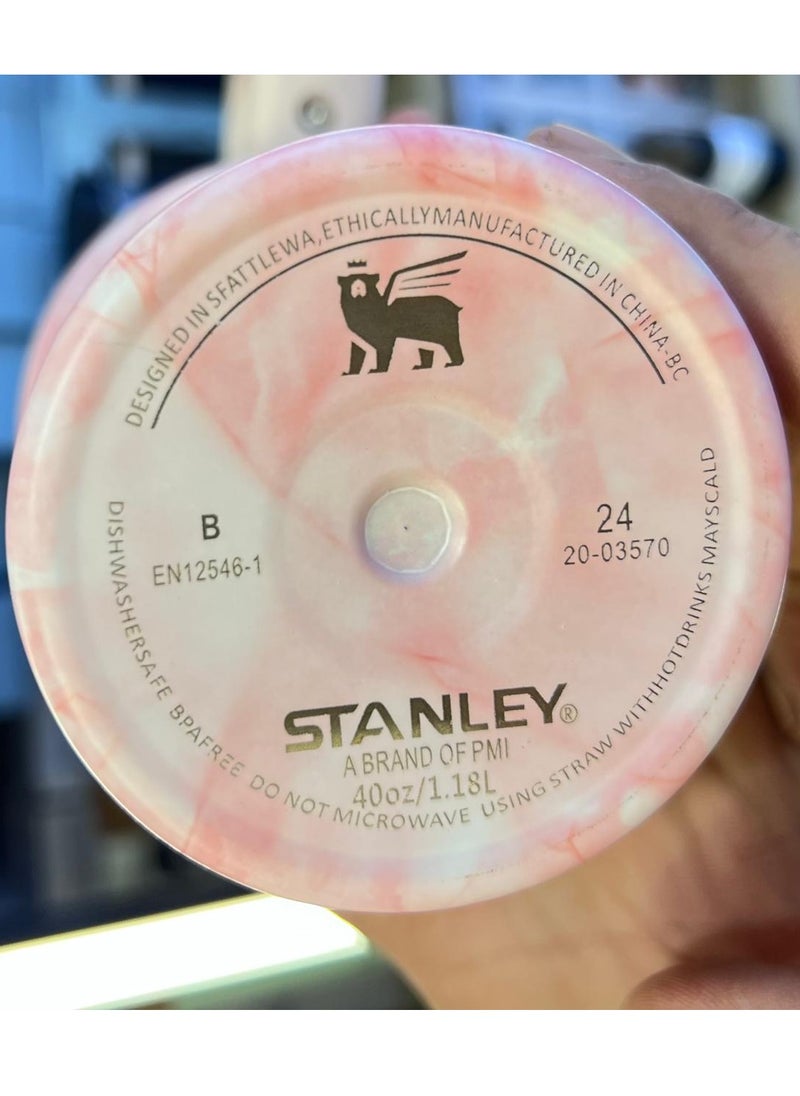 DESIGNED IN SFATTLEWA,ETHICALLYMANUFACTURED IN CHINA-BC
B
EN12546-1
24
20-03570
STANLEY®
A BRAND OF PMI
40oz/1.18L
DISHWASHERSAFE BPAFREE DO NOT MICROWAVE USING STRAW WITHHOTDRINKS MAYSCALD